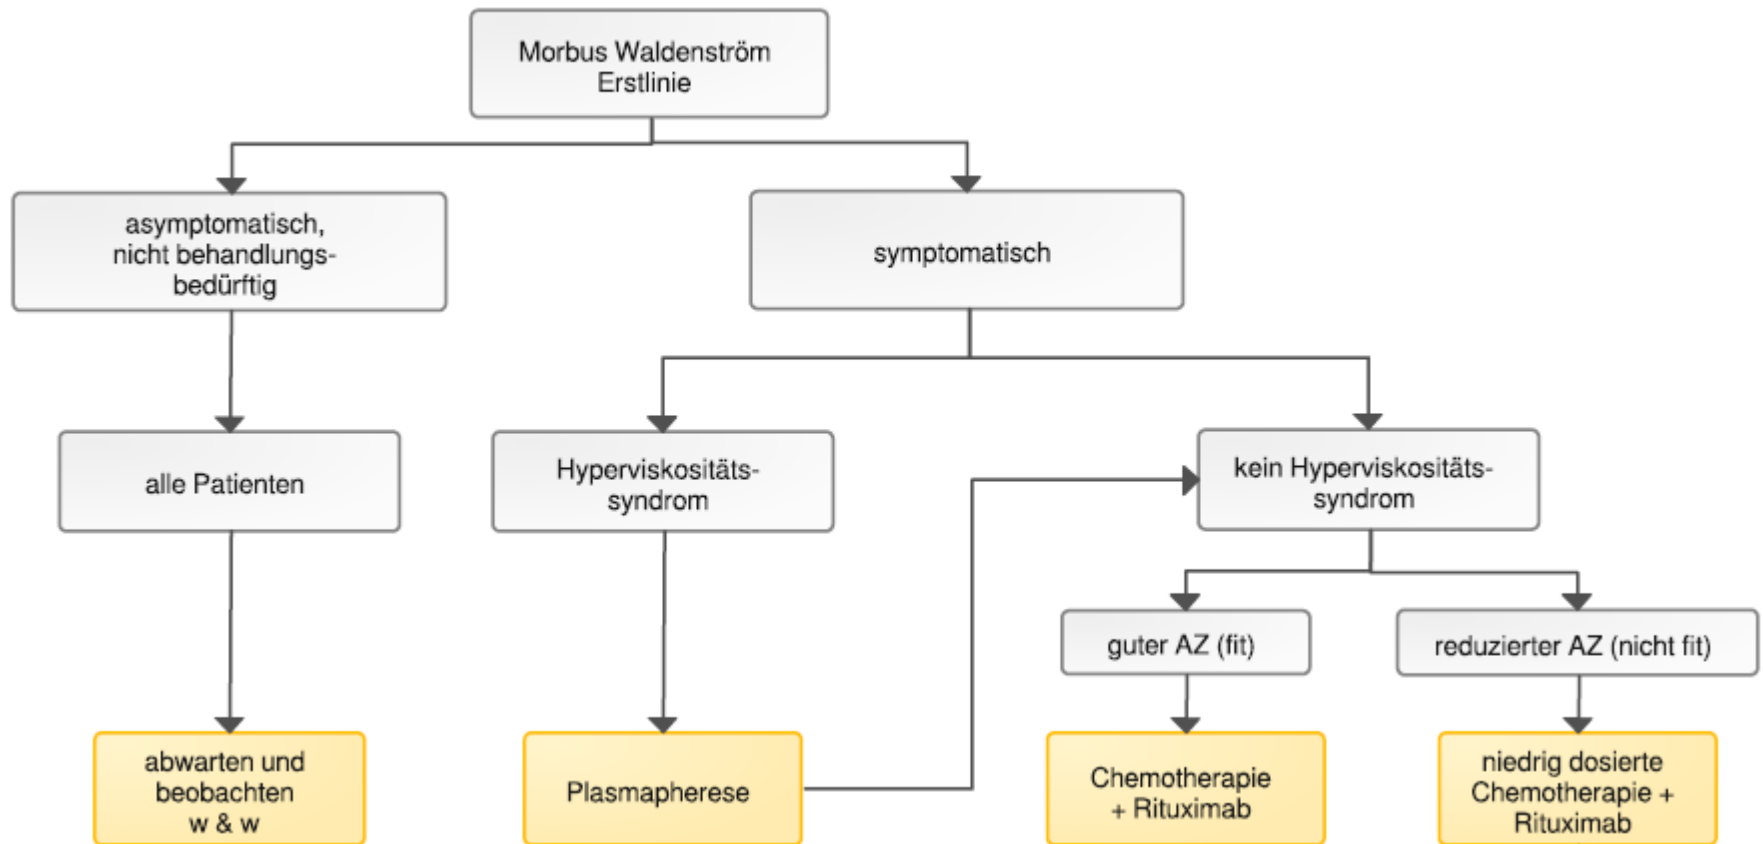 Morbus Waldenström
Erstlinie
asymptomatisch,
nicht behandlungs-
bedürftig
symptomatisch
alle Patienten
Hyperviskositäts-
syndrom
kein Hyperviskositäts-
syndrom
guter AZ (fit)
reduzierter AZ (nicht fit)
abwarten und
beobachten
w & w
Plasmapherese
Chemotherapie
+ Rituximab
niedrig dosierte
Chemotherapie +
Rituximab